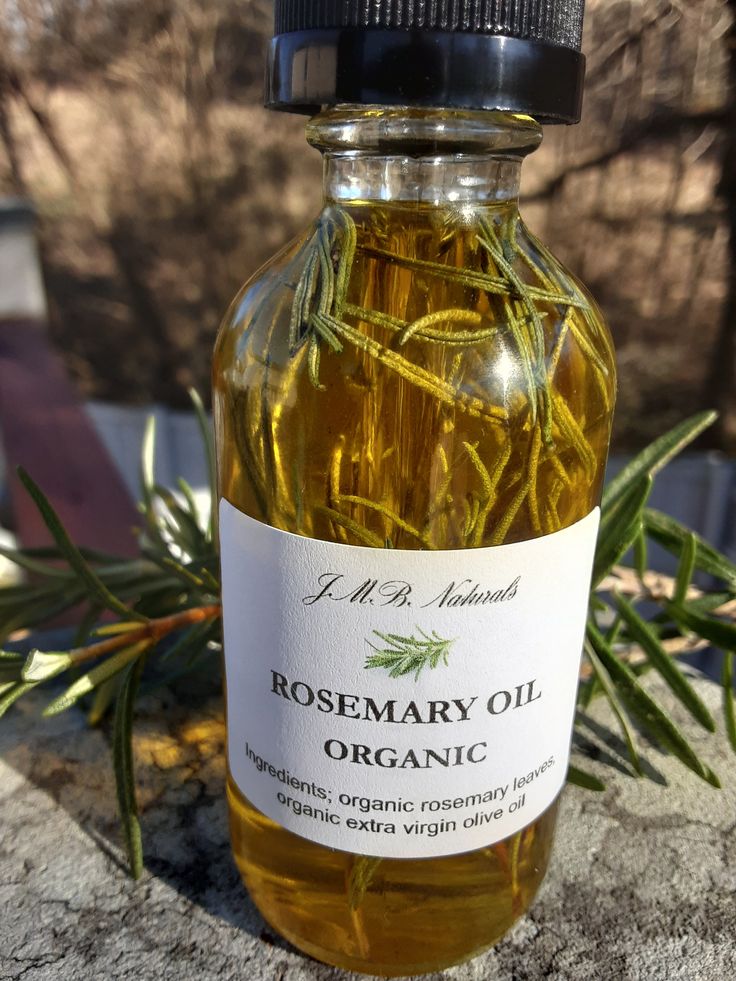 J.M.B. Naturals
ROSEMARY OIL
ORGANIC
Ingredients; organic rosemary leaves,
organic extra virgin olive oil